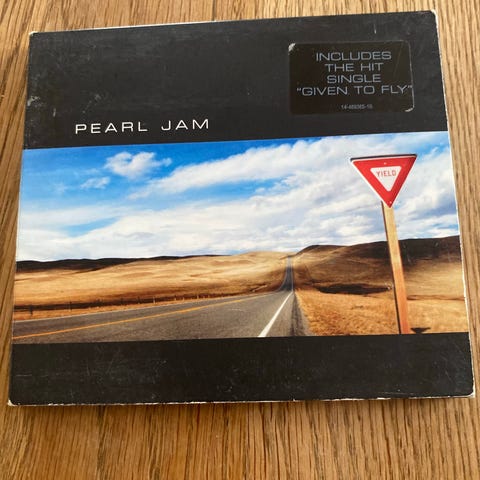 INCLUDES
THE HIT
SINGLE
"GIVEN TO FLY"
PEARL JAM
YIELD